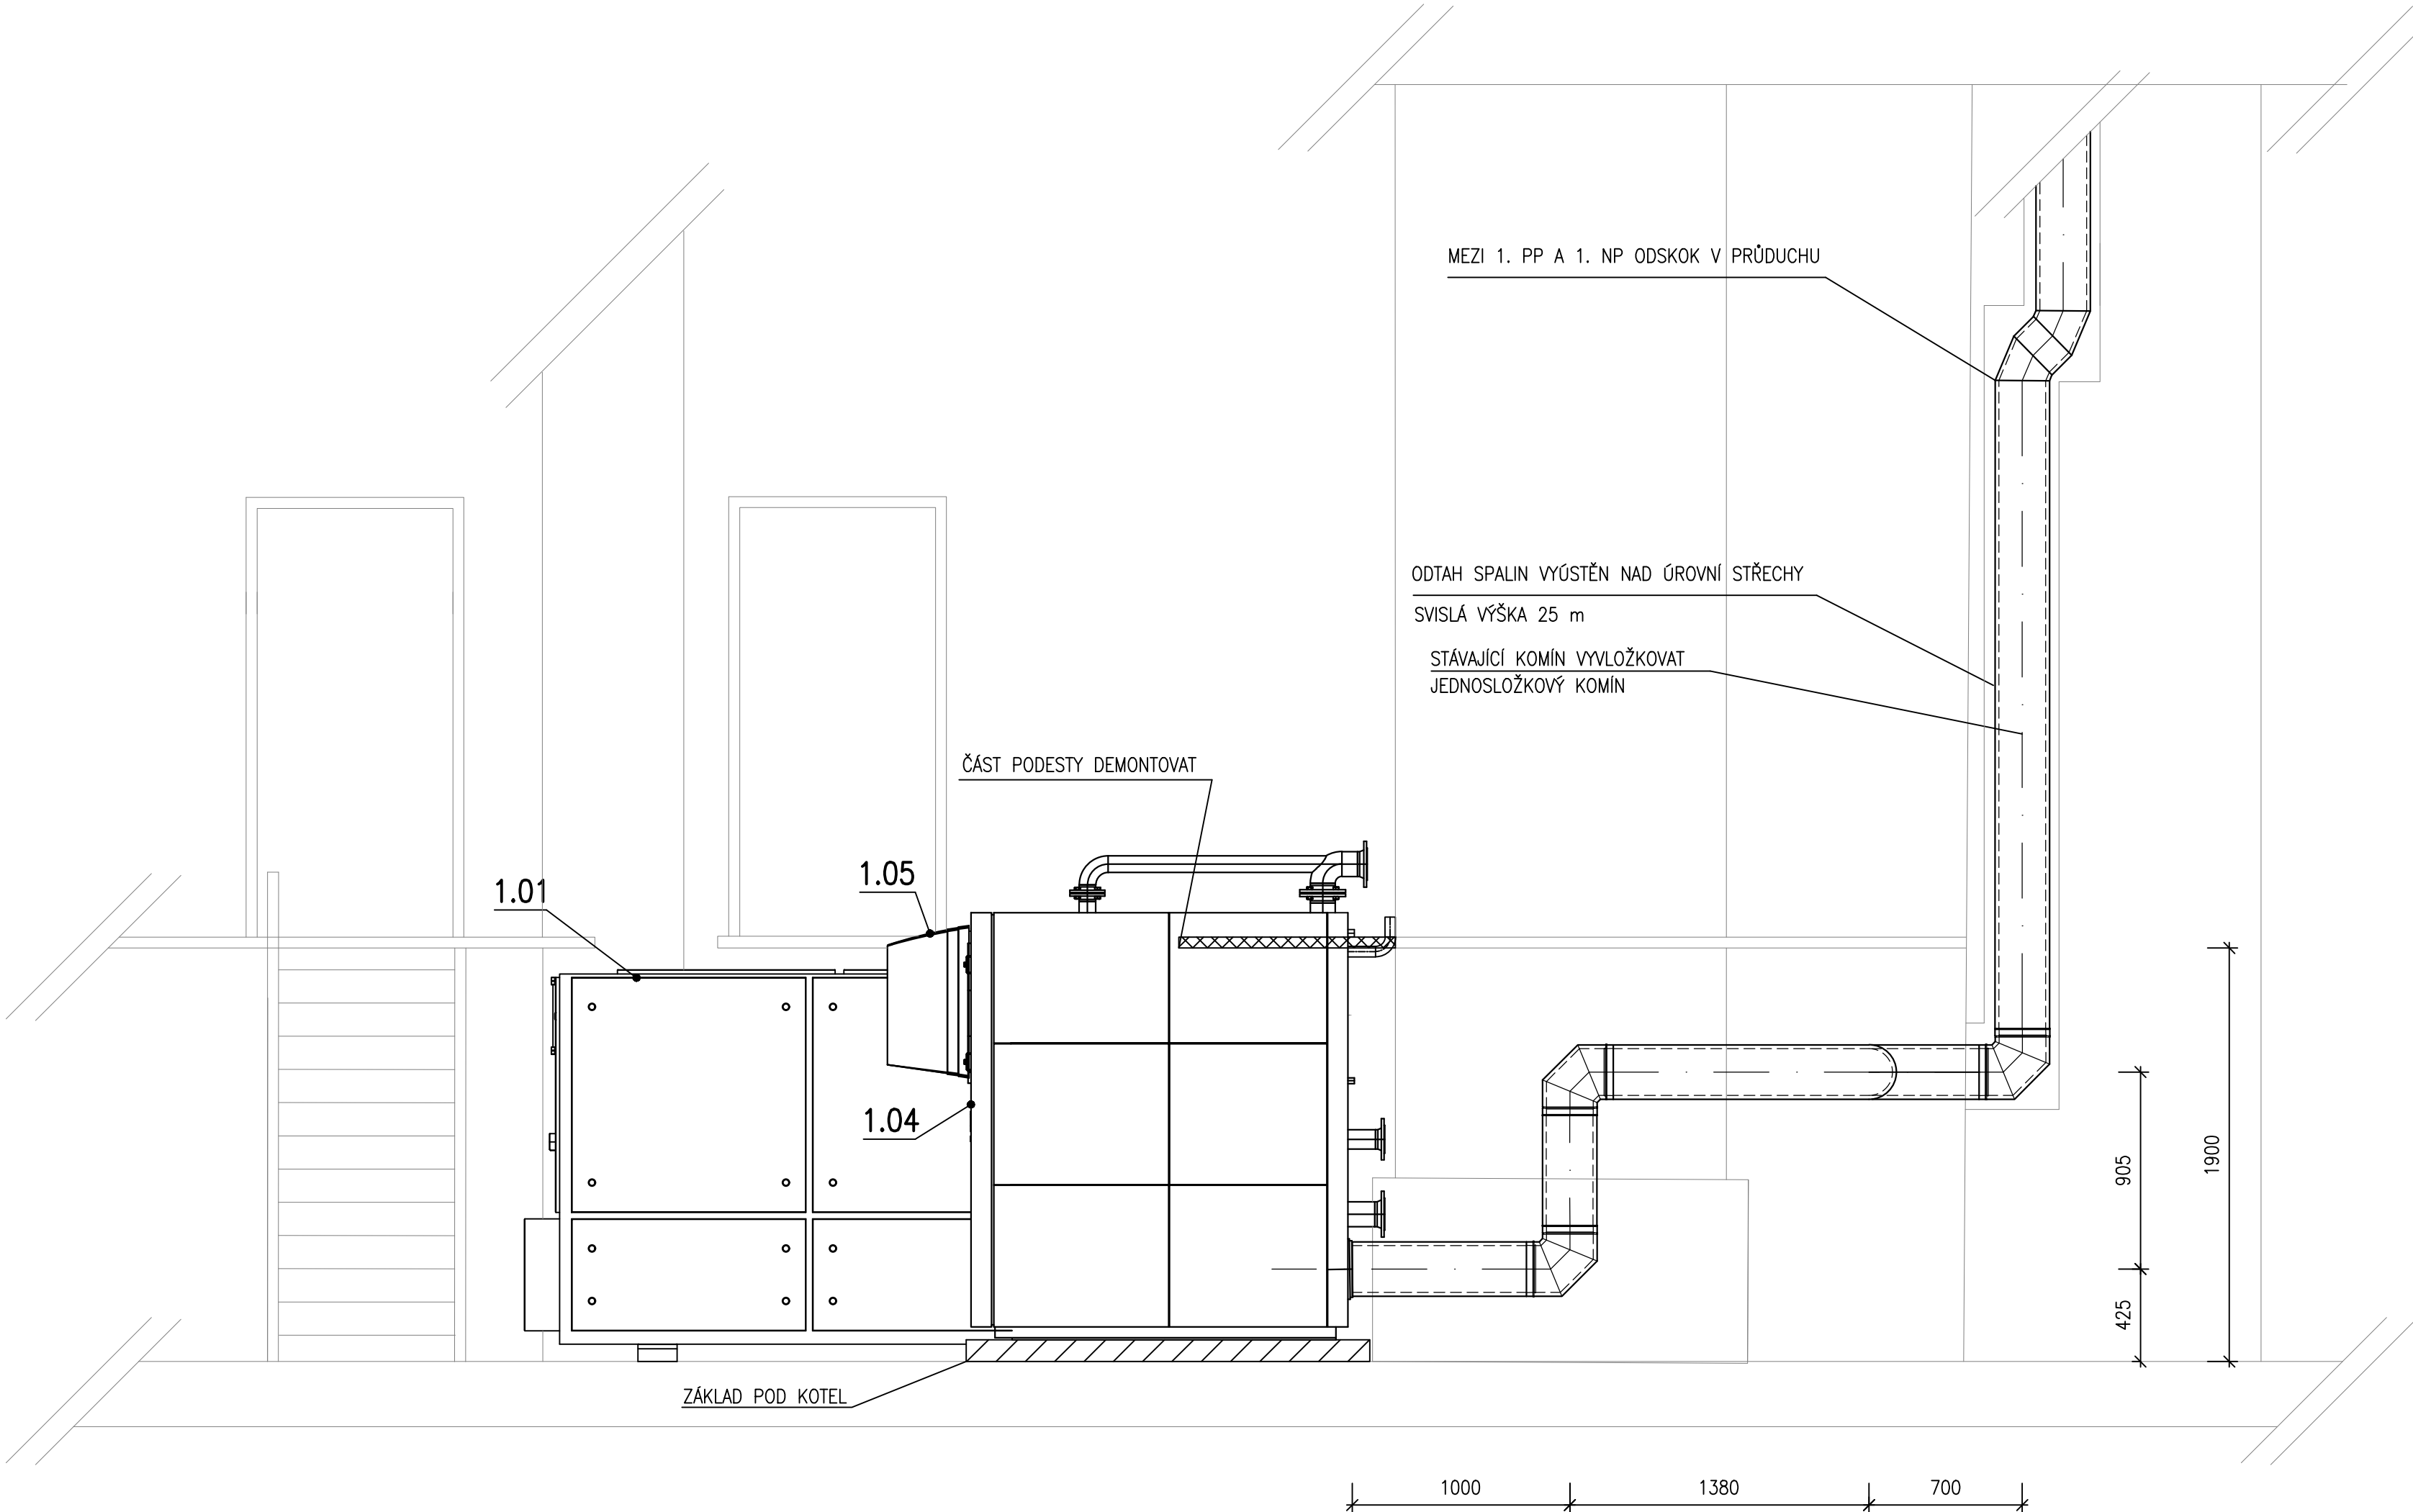 MEZI 1. PP A 1. NP ODSKOK V PRŮDUCHU
ODTAH SPALIN VYÚSTĚN NAD ÚROVNÍ STŘECHY
SVISLÁ VÝŠKA 25 m
STÁVAJÍCÍ KOMÍN VYVLOŽKOVAT
JEDNOSLOŽKOVÝ KOMÍN
ČÁST PODESTY DEMONTOVAT
1.01
1.05
1.04
905
1900
425
ZÁKLAD POD KOTEL
1000
1380
700